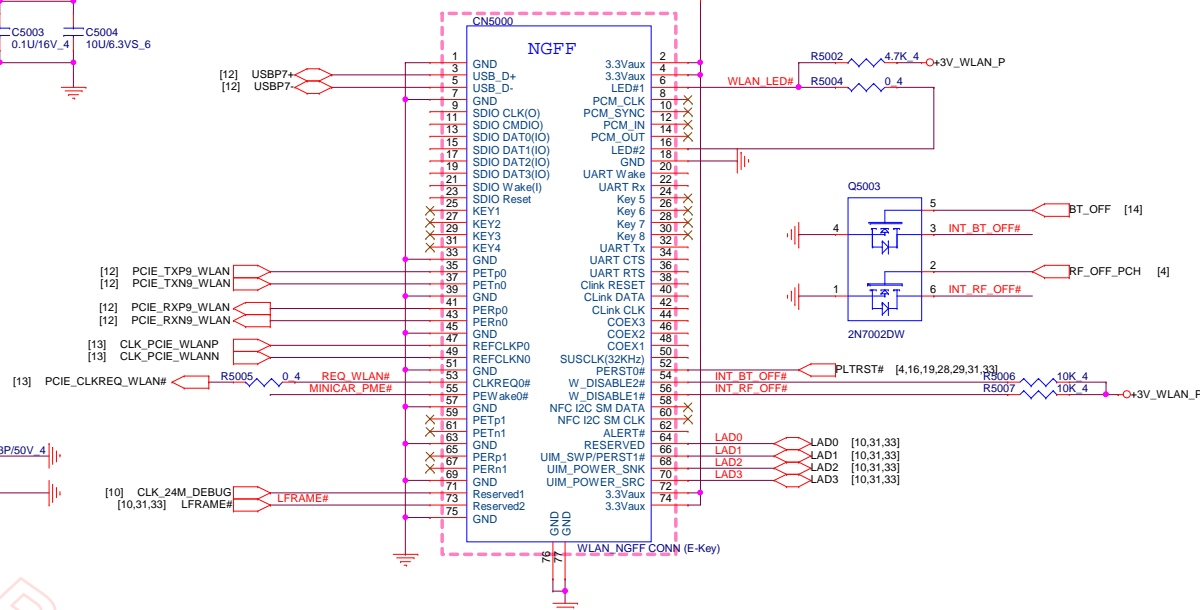 CN5000
C5003
0.1U/16V_4
C5004
10U/6.3VS_6
NGFF
R5002 4.7K_4
+3V_WLAN_P
WLAN_LED# R5004 0_4
[12] USBP7+
[12] USBP7-
1 GND
3 USB_D+
5 USB_D-
7 GND
9 SDIO CLK(O)
11 SDIO CMDIO)
13 SDIO DAT0(IO)
15 SDIO DAT1(IO)
17 SDIO DAT2(IO)
19 SDIO DAT3(IO)
21 SDIO Wake(I)
23 SDIO Reset
25 KEY1
27 KEY2
29 KEY3
31 KEY4
33 GND
35 PETp0
37 PETn0
39 GND
41 PERp0
43 PERn0
45 GND
47 REFCLKP0
49 REFCLKN0
51 GND
53 CLKREQ0#
55 PEWake0#
57 GND
59 PETp1
61 PETn1
63 GND
65 PERp1
67 PERn1
69 GND
71 Reserved1
73 Reserved2
75 GND
3.3Vaux 2
3.3Vaux 4
LED#1 6
PCM_CLK 8
PCM_SYNC 10
PCM_IN 12
PCM_OUT 14
LED#2 16
GND 18
UART Wake 20
UART Rx 22
Key 5 24
Key 6 26
Key 7 28
Key 8 30
UART Tx 32
UART CTS 34
UART RTS 36
Clink RESET 38
CLink DATA 40
CLink CLK 42
COEX3 44
COEX2 46
COEX1 48
SUSCLK(32KHz) 50
PERST0# 52
W_DISABLE2# 54
W_DISABLE1# 56
NFC I2C SM DATA 58
NFC I2C SM CLK 60
ALERT# 62
RESERVED 64
UIM_SWP/PERST1# 66
UIM_POWER_SNK 68
UIM_POWER_SRC 70
3.3Vaux 72
3.3Vaux 74
GND 76
GND 77
WLAN_NGFF CONN (E-Key)
[12] PCIE_TXP9_WLAN
[12] PCIE_TXN9_WLAN
[12] PCIE_RXP9_WLAN
[12] PCIE_RXN9_WLAN
[13] CLK_PCIE_WLANP
[13] CLK_PCIE_WLANN
[13] PCIE_CLKREQ_WLAN# R5005 0_4 REQ_WLAN#
MINICAR_PME#
3P/50V_4
[10] CLK_24M_DEBUG
[10,31,33] LFRAME# LFRAME#
Q5003
5 BT_OFF [14]
4 3 INT_BT_OFF#
2 RF_OFF_PCH [4]
1 6 INT_RF_OFF#
2N7002DW
PLTRST# [4,16,19,28,29,31,33]
INT_BT_OFF# R5006 10K_4
INT_RF_OFF# R5007 10K_4
+3V_WLAN_P
LAD0 LAD0 [10,31,33]
LAD1 LAD1 [10,31,33]
LAD2 LAD2 [10,31,33]
LAD3 LAD3 [10,31,33]